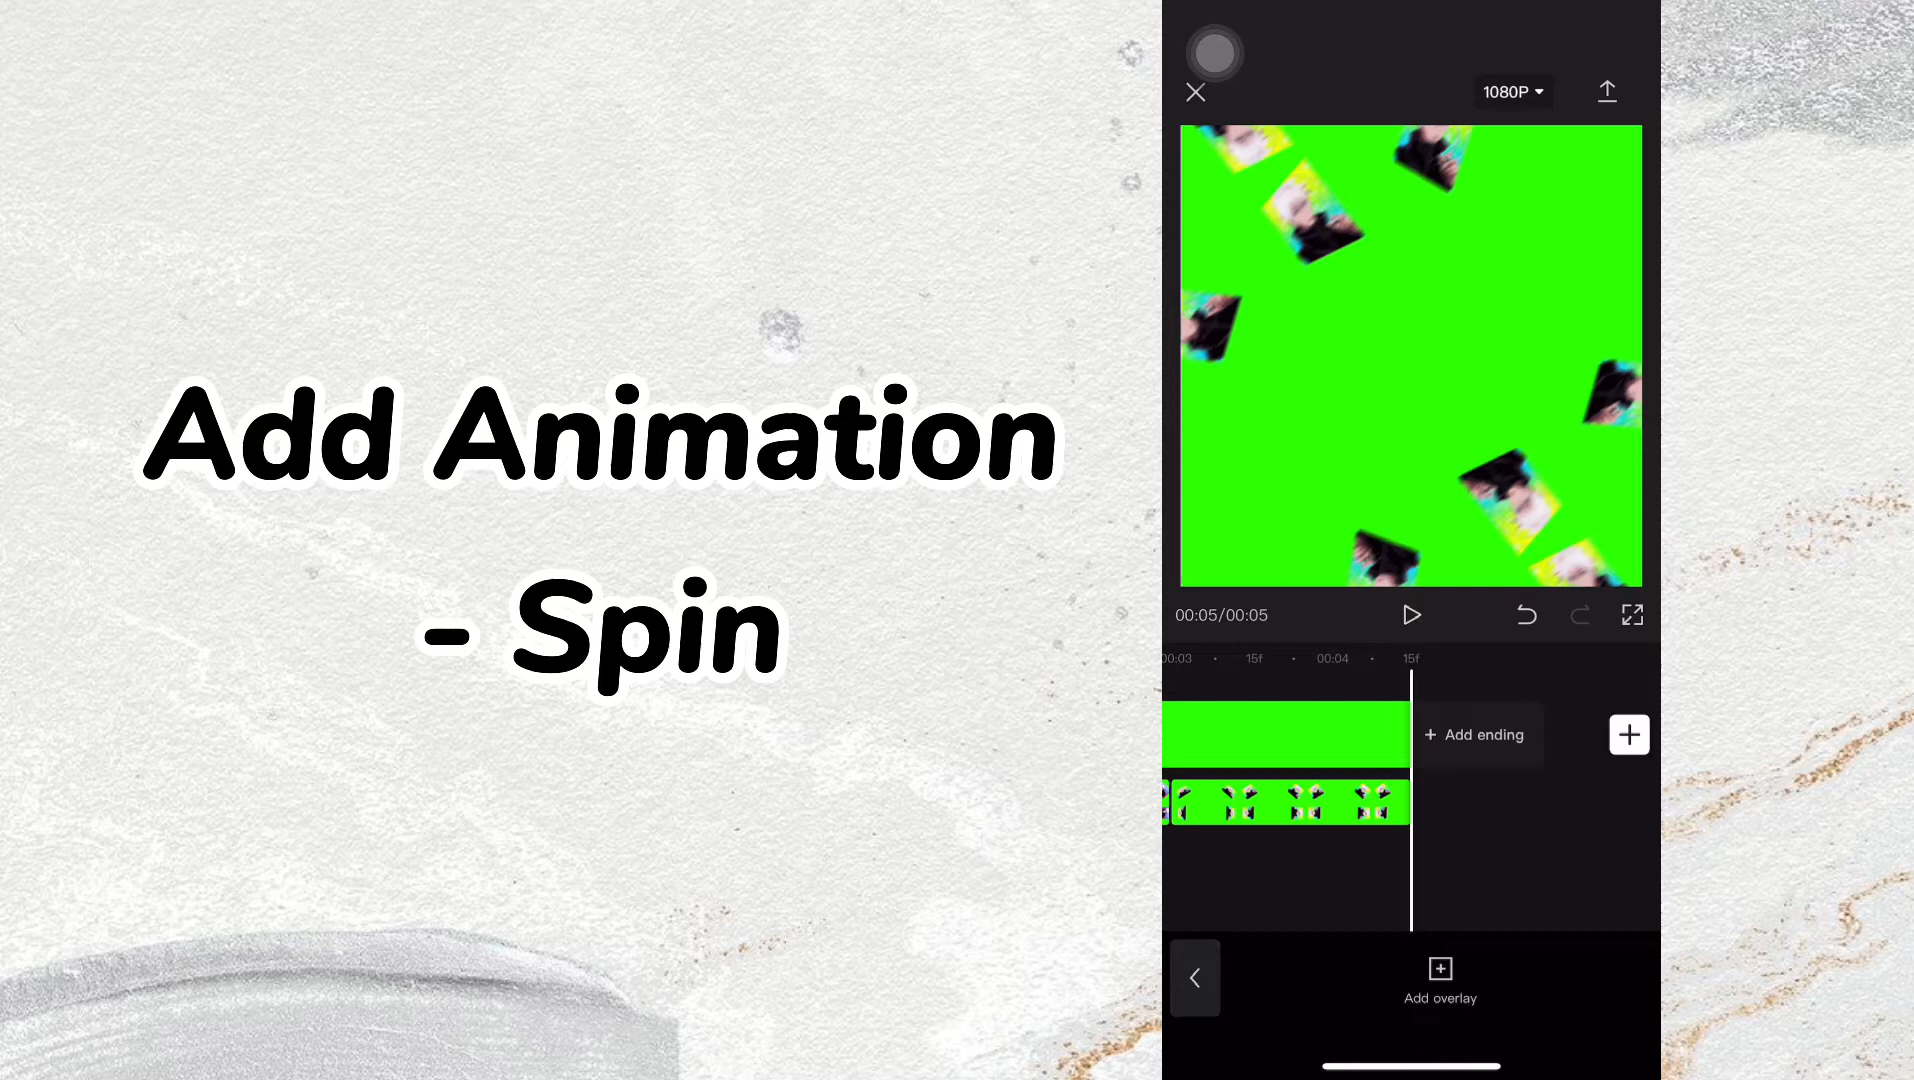 Add Animation
- Spin
1080P
00:05/00:05
00:03 15f 00:04 15f
+ Add ending
Add overlay